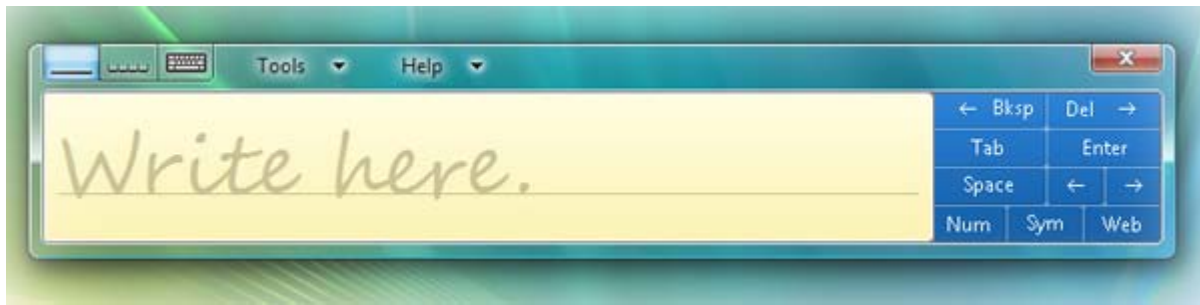 Tools Help
Write here.
← Bksp Del →
Tab Enter
Space ← →
Num Sym Web